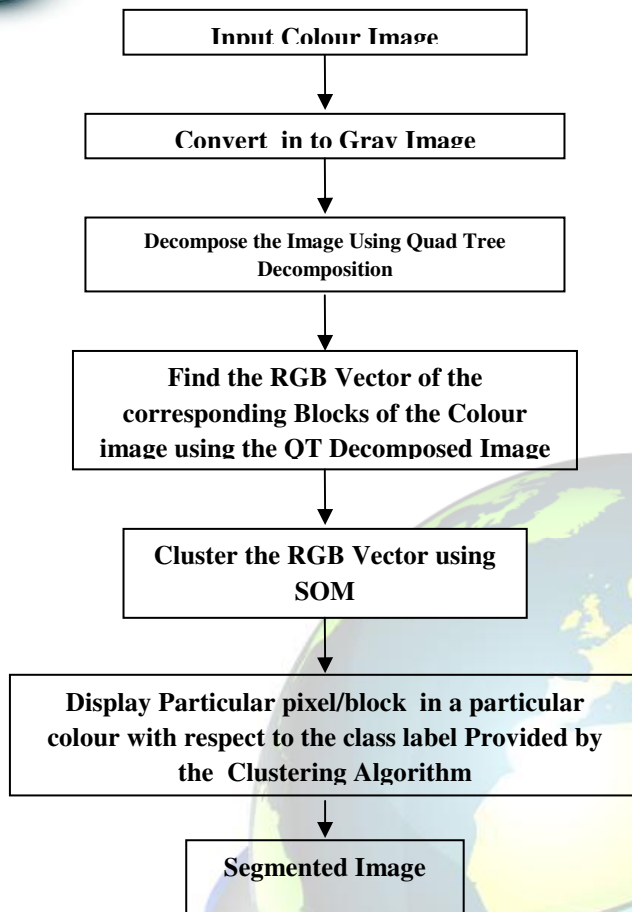 Input Colour Image
Convert in to Gray Image
Decompose the Image Using Quad Tree
Decomposition
Find the RGB Vector of the
corresponding Blocks of the Colour
image using the QT Decomposed Image
Cluster the RGB Vector using
SOM
Display Particular pixel/block in a particular
colour with respect to the class label Provided by
the Clustering Algorithm
Segmented Image